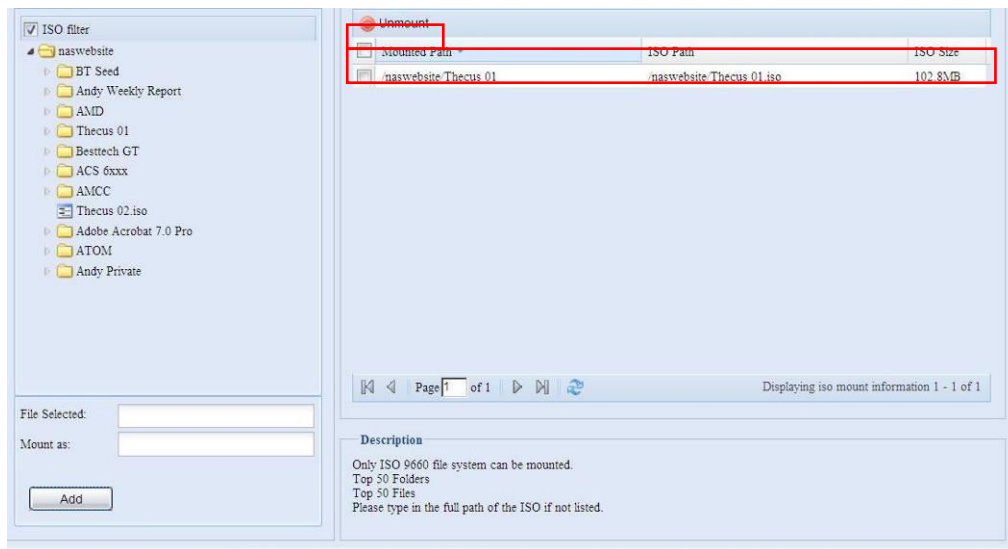 ISO filter
naswebsite
BT Seed
Andy Weekly Report
AMD
Thecus 01
Besttech GT
ACS 6xxx
AMCC
Thecus 02.iso
Adobe Acrobat 7.0 Pro
ATOM
Andy Private
File Selected:
Mount as:
Add
Unmount
Mounted Path ISO Path ISO Size
/naswebsite/Thecus 01 /naswebsite/Thecus 01.iso 102.8MB
Page 1 of 1 Displaying iso mount information 1 - 1 of 1
Description
Only ISO 9660 file system can be mounted.
Top 50 Folders
Top 50 Files
Please type in the full path of the ISO if not listed.